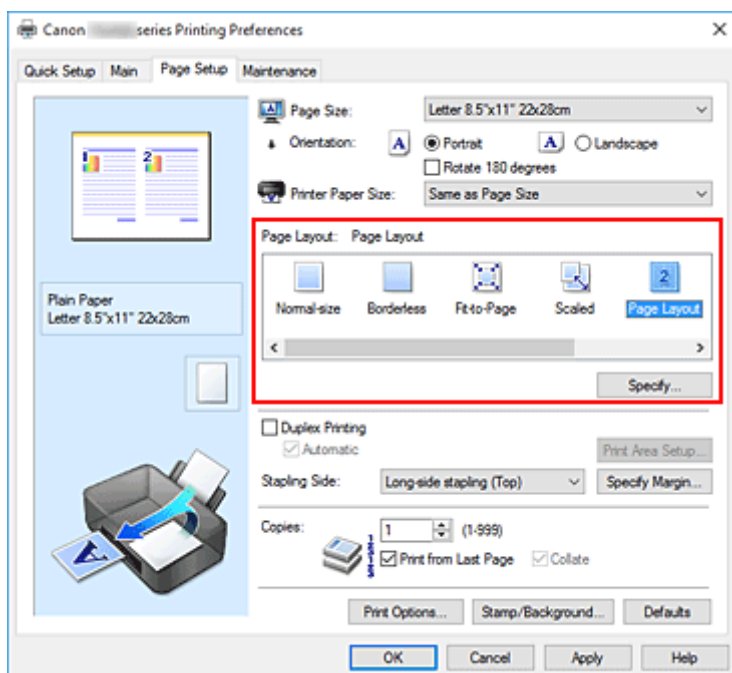 Canon series Printing Preferences
Quick Setup Main Page Setup Maintenance
1 2
Page Size: Letter 8.5"x11" 22x28cm
Orientation: A Portrait A Landscape
Rotate 180 degrees
Printer Paper Size: Same as Page Size
Page Layout: Page Layout
2
Normal-size Borderless Fit-to-Page Scaled Page Layout
Plain Paper
Letter 8.5"x11" 22x28cm
Specify...
Duplex Printing
Automatic
Print Area Setup...
Stapling Side: Long-side stapling (Top) Specify Margin...
Copies: 1 (1-999)
Print from Last Page Collate
A
Print Options... Stamp/Background... Defaults
OK Cancel Apply Help